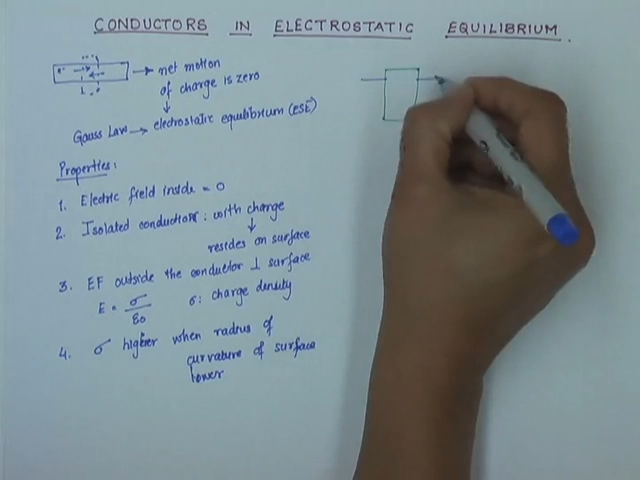 CONDUCTORS IN ELECTROSTATIC EQUILIBRIUM.
net motion
of charge is zero
Gauss Law → electrostatic equilibrium (ESE)
Properties:
1. Electric field inside = 0
2. Isolated conductors: with charge
resides on surface
3. EF outside the conductor ⊥ surface
E = σ/ε0 σ: charge density
4. σ higher when radius of
curvature of surface
lower